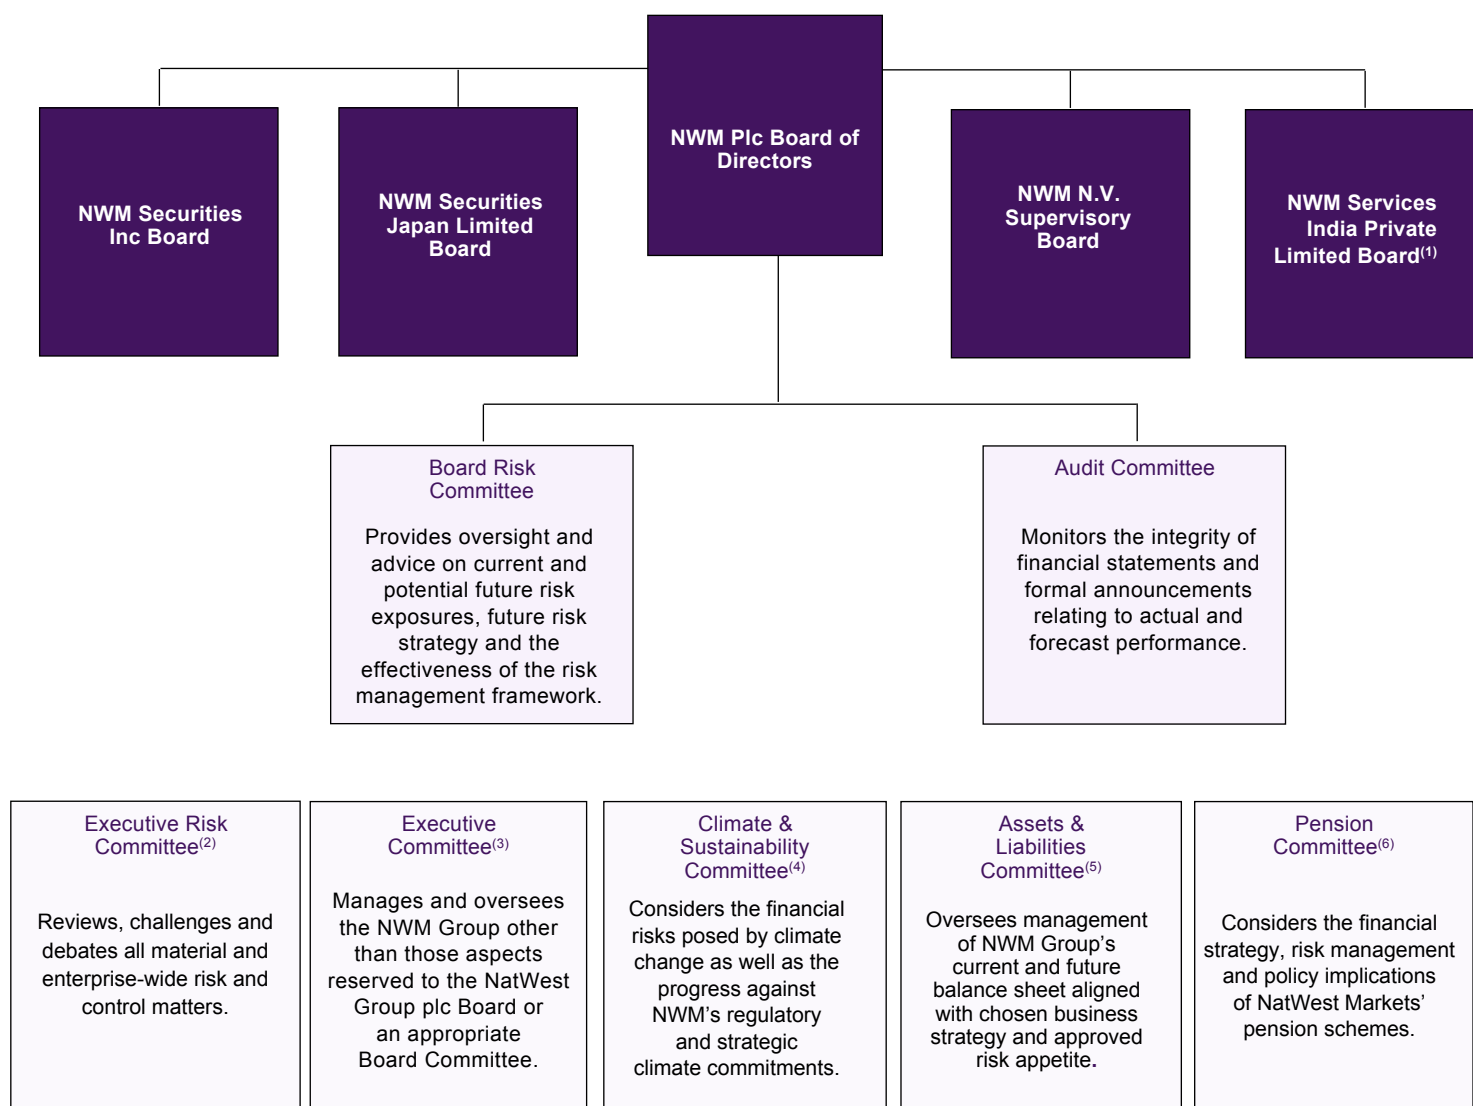 NWM Plc Board of
Directors
NWM Securities
Inc Board
NWM Securities
Japan Limited
Board
NWM N.V.
Supervisory
Board
NWM Services
India Private
Limited Board(1)
Board Risk
Committee
Provides oversight and
advice on current and
potential future risk
exposures, future risk
strategy and the
effectiveness of the risk
management framework.
Audit Committee
Monitors the integrity of
financial statements and
formal announcements
relating to actual and
forecast performance.
Executive Risk
Committee(2)
Reviews, challenges and
debates all material and
enterprise-wide risk and
control matters.
Executive
Committee(3)
Manages and oversees
the NWM Group other
than those aspects
reserved to the NatWest
Group plc Board or
an appropriate
Board Committee.
Climate &
Sustainability
Committee(4)
Considers the financial
risks posed by climate
change as well as the
progress against
NWM's regulatory
and strategic
climate commitments.
Assets &
Liabilities
Committee(5)
Oversees management
of NWM Group's
current and future
balance sheet aligned
with chosen business
strategy and approved
risk appetite.
Pension
Committee(6)
Considers the financial
strategy, risk management
and policy implications
of NatWest Markets'
pension schemes.